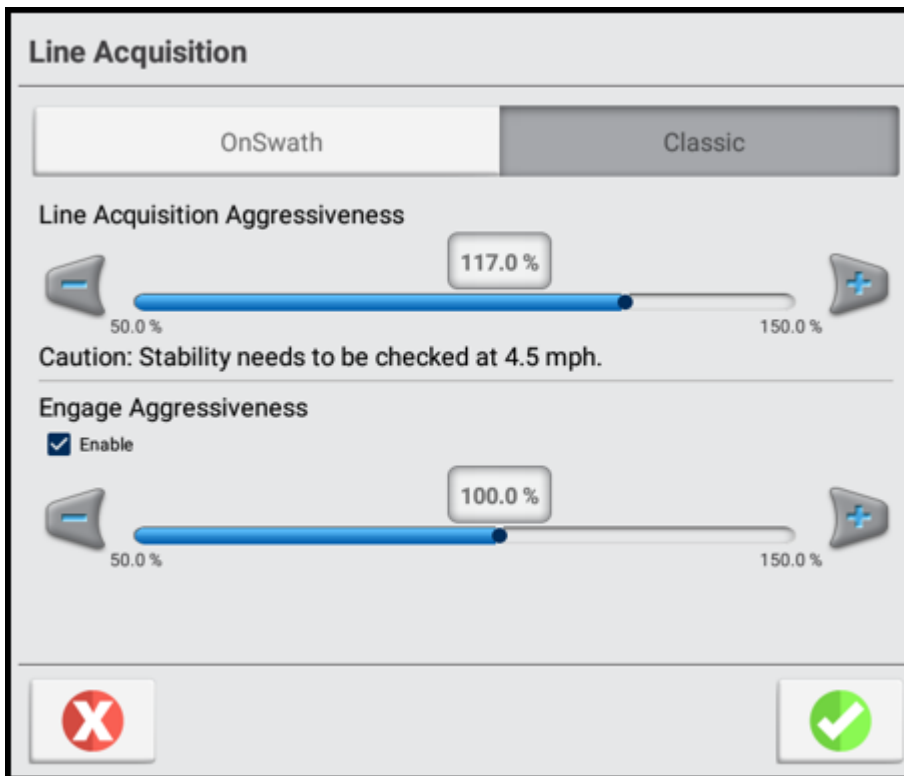 Line Acquisition
OnSwath Classic
Line Acquisition Aggressiveness
117.0 %
50.0 % 150.0 %
Caution: Stability needs to be checked at 4.5 mph.
Engage Aggressiveness
Enable
100.0 %
50.0 % 150.0 %